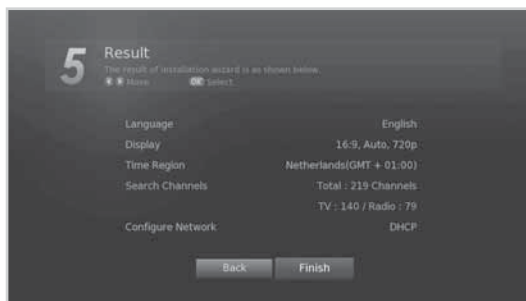 5 Result
The result of installation wizard is as shown below.
Move OK Select
Language English
Display 16:9, Auto, 720p
Time Region Netherlands(GMT + 01:00)
Search Channels Total : 219 Channels
TV : 140 / Radio : 79
Configure Network DHCP
Back Finish